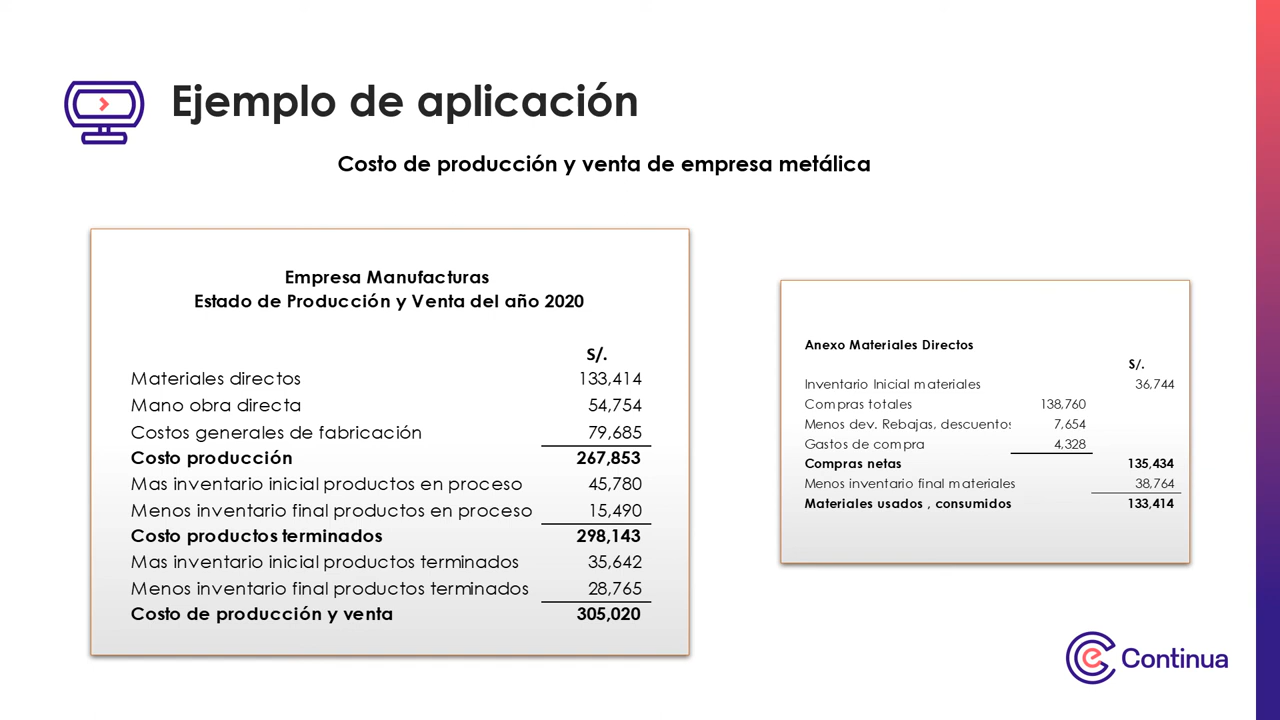 Ejemplo de aplicación
Costo de producción y venta de empresa metálica
Empresa Manufacturas
Estado de Producción y Venta del año 2020
S/.
Materiales directos 133,414
Mano obra directa 54,754
Costos generales de fabricación 79,685
Costo producción 267,853
Mas inventario inicial productos en proceso 45,780
Menos inventario final productos en proceso 15,490
Costo productos terminados 298,143
Mas inventario inicial productos terminados 35,642
Menos inventario final productos terminados 28,765
Costo de producción y venta 305,020
Anexo Materiales Directos
S/.
Inventario Inicial materiales 36,744
Compras totales 138,760
Menos dev. Rebajas, descuentos 7,654
Gastos de compra 4,328
Compras netas 135,434
Menos inventario final materiales 38,764
Materiales usados , consumidos 133,414
Continua